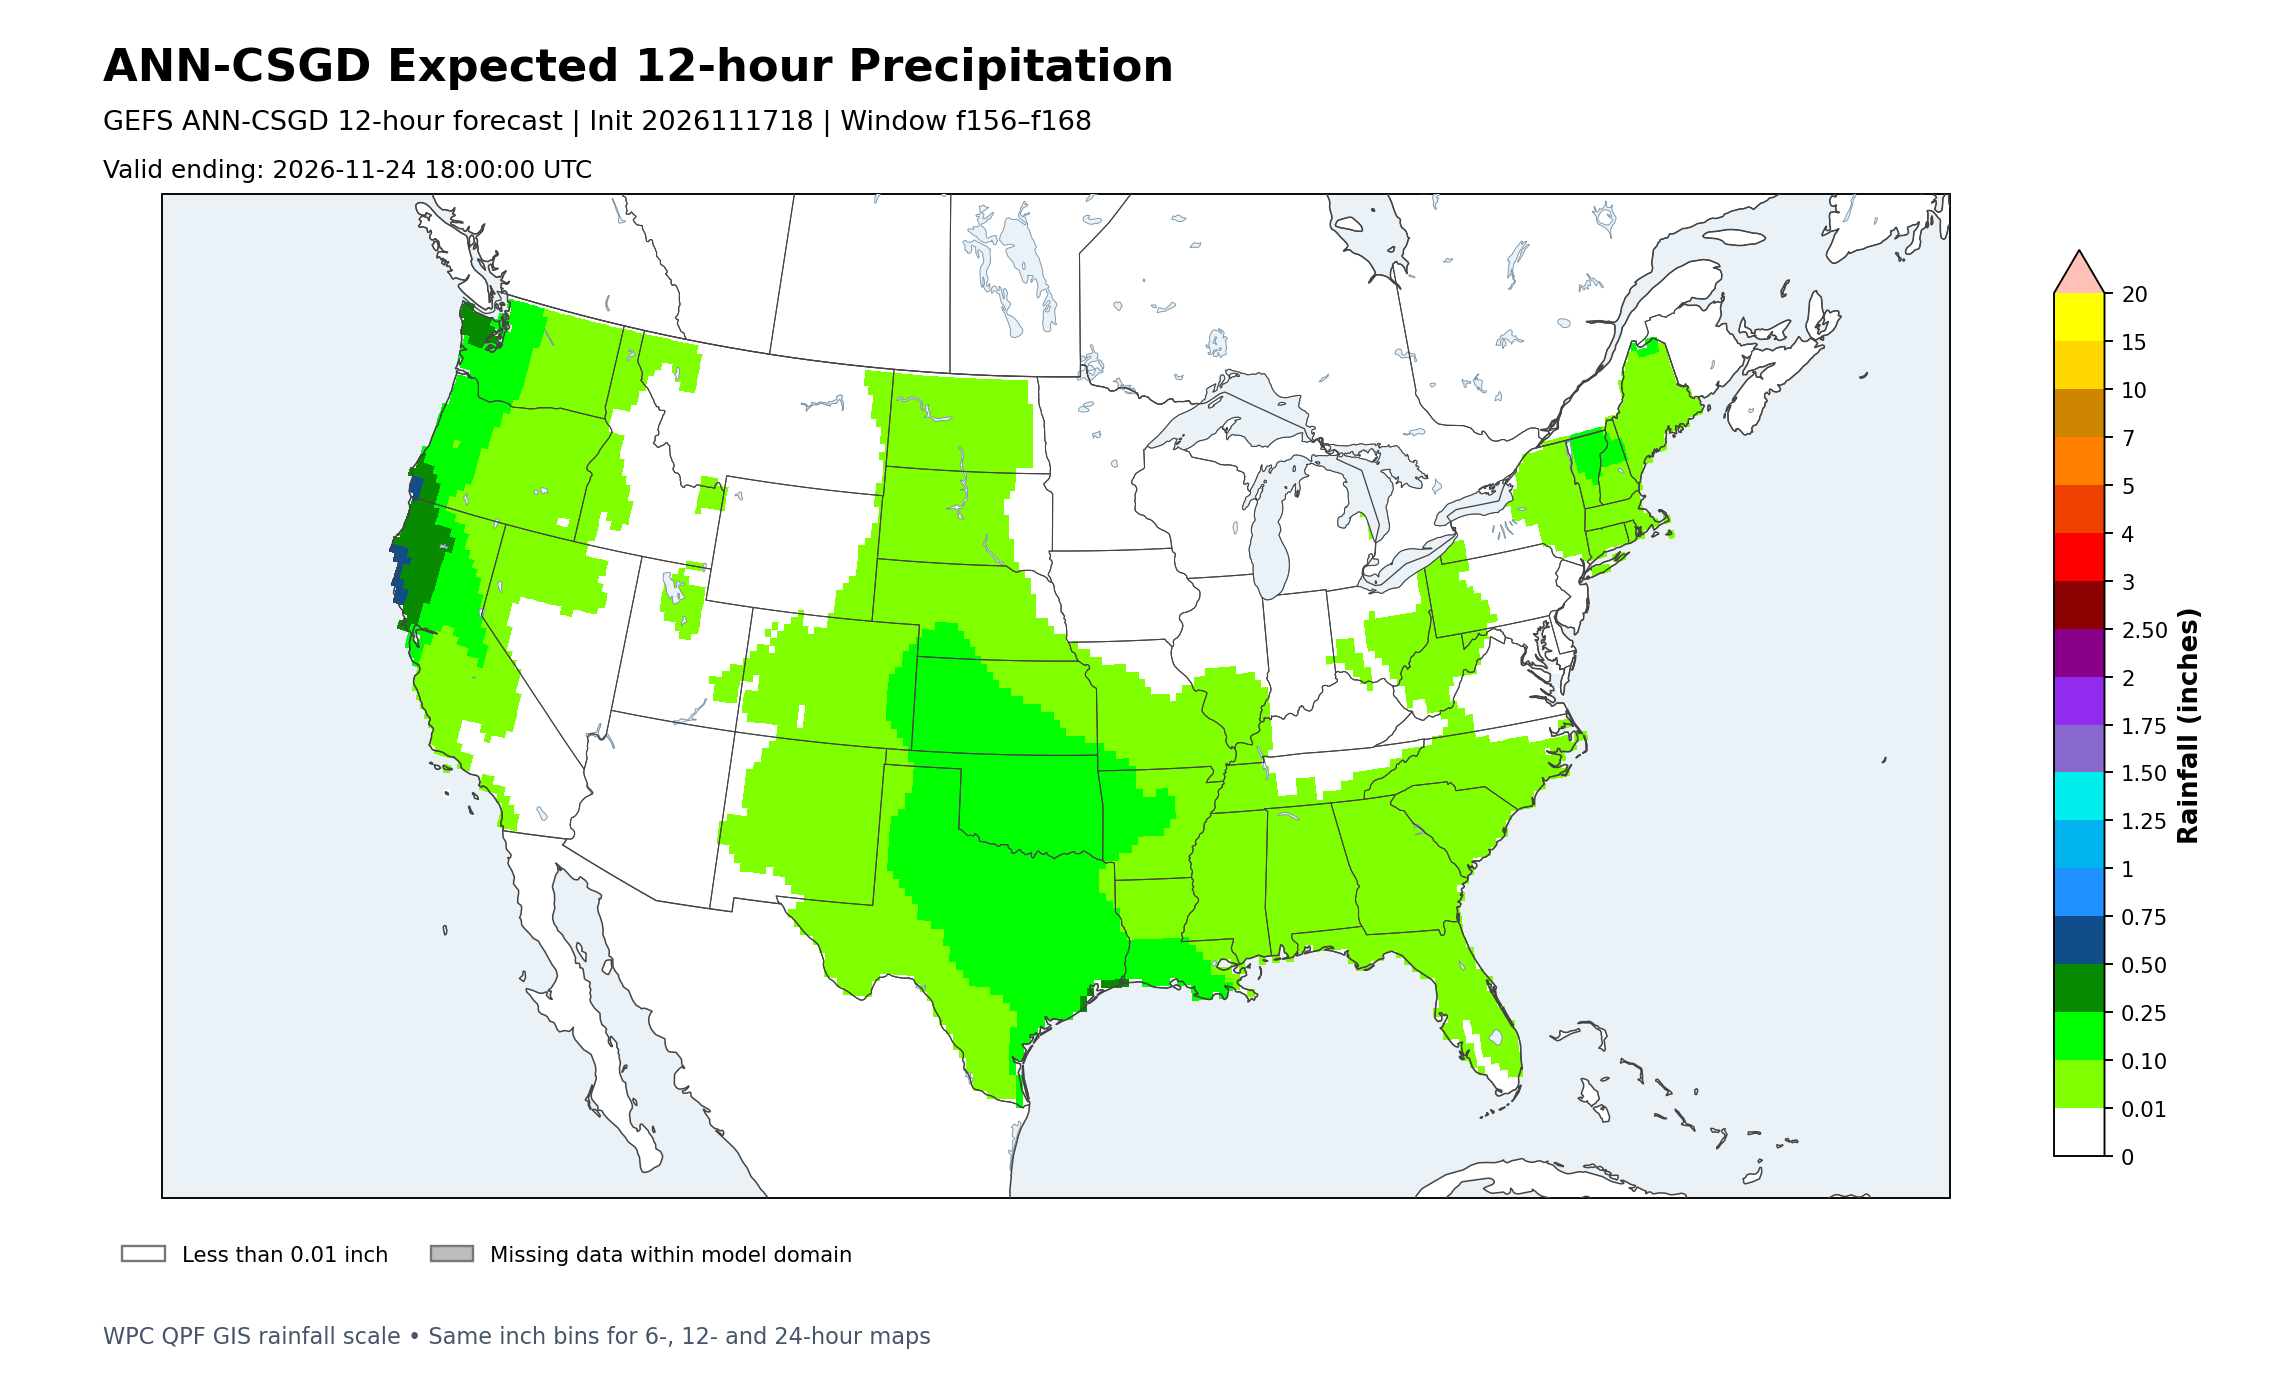 ANN-CSGD Expected 12-hour Precipitation
GEFS ANN-CSGD 12-hour forecast | Init 2026111718 | Window f156–f168
Valid ending: 2026-11-24 18:00:00 UTC
20
15
10
7
5
4
3
2.50
2
1.75
1.50
1.25
1
0.75
0.50
0.25
0.10
0.01
0
Rainfall (inches)
Less than 0.01 inch
Missing data within model domain
WPC QPF GIS rainfall scale • Same inch bins for 6-, 12- and 24-hour maps